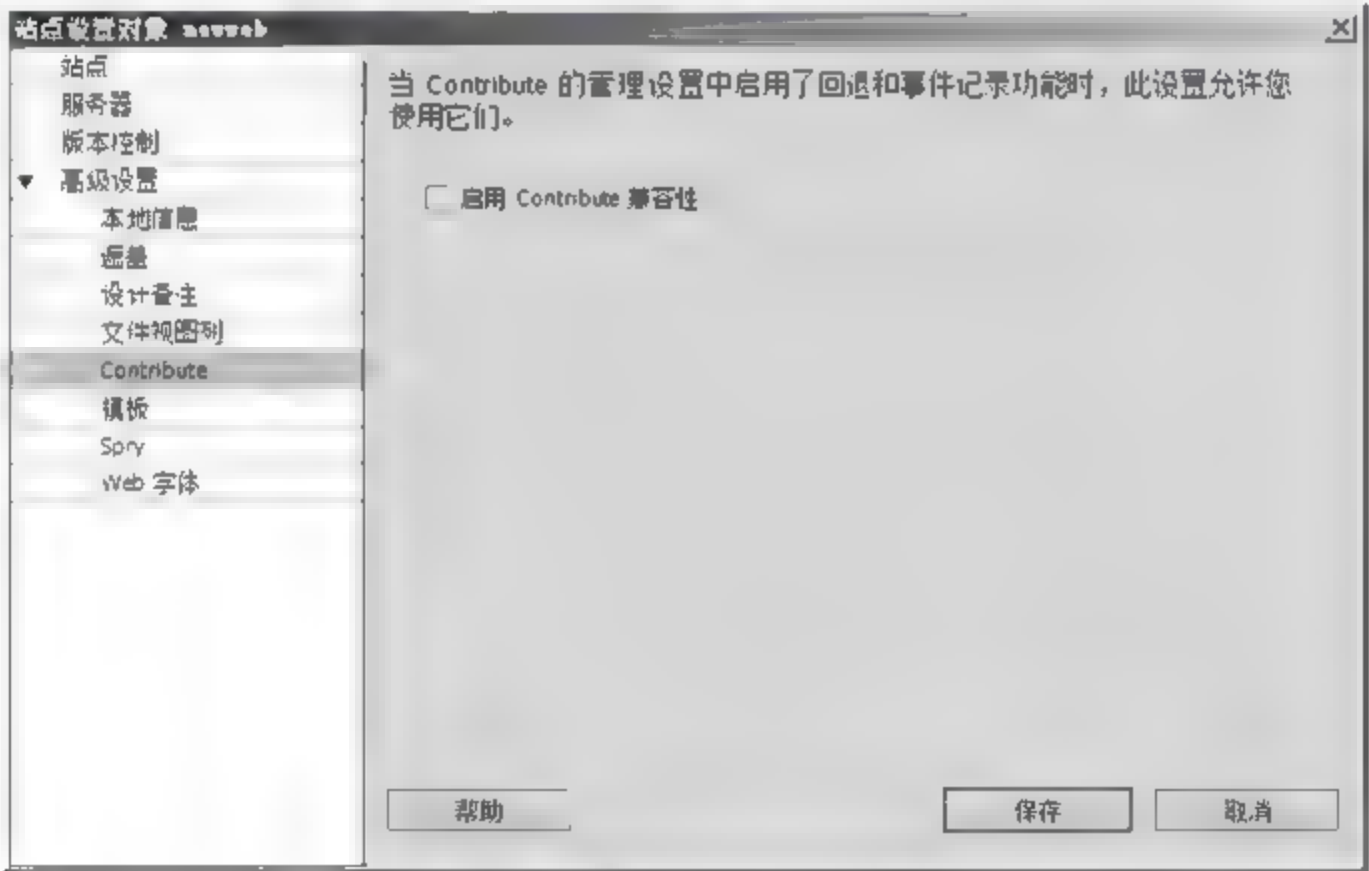 站点设置对象 newweb
站点
服务器
版本控制
高级设置
本地信息
遮盖
设计备注
文件视图列
Contribute
模板
Spry
Web 字体
当 Contribute 的管理设置中启用了回退和事件记录功能时，此设置允许您
使用它们。
启用 Contribute 兼容性
帮助
保存
取消